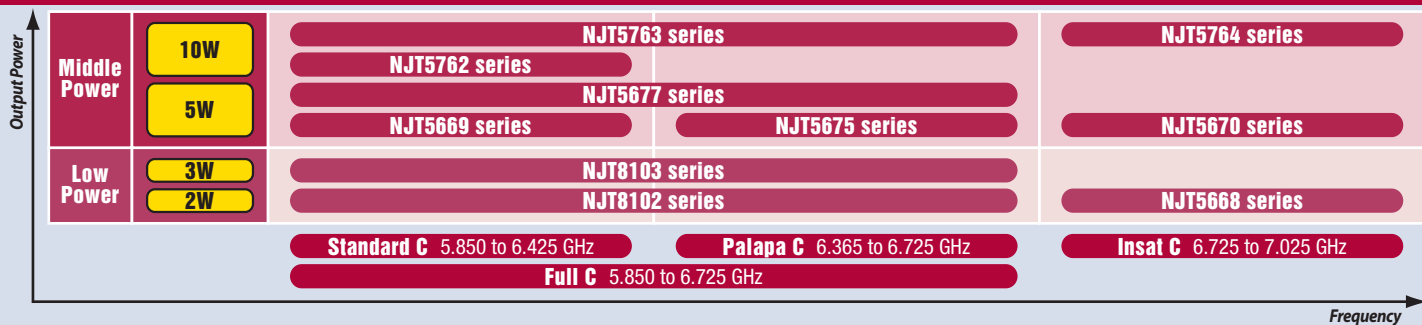 Output Power
Middle
Power
10W
NJT5763 series
NJT5764 series
NJT5762 series
5W
NJT5677 series
NJT5669 series
NJT5675 series
NJT5670 series
Low
Power
3W
NJT8103 series
2W
NJT8102 series
NJT5668 series
Standard C 5.850 to 6.425 GHz
Palapa C 6.365 to 6.725 GHz
Insat C 6.725 to 7.025 GHz
Full C 5.850 to 6.725 GHz
Frequency